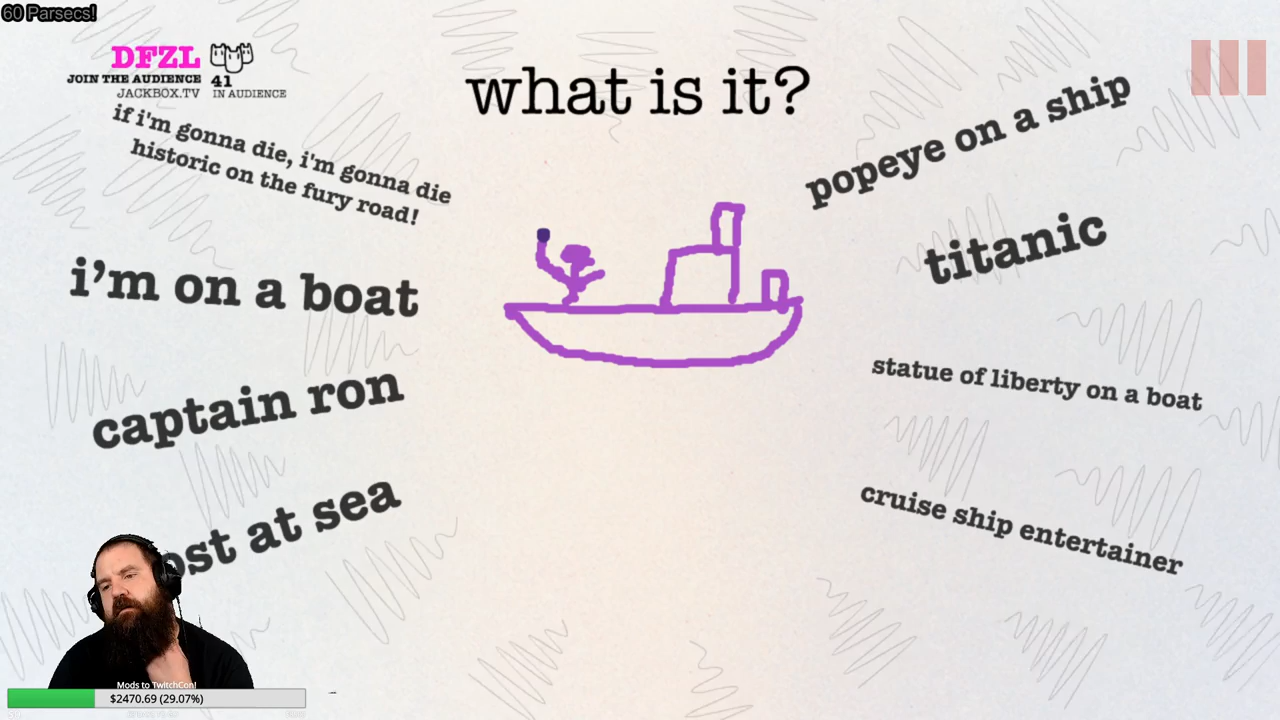 60 Parsecs!
DFZL
JOIN THE AUDIENCE
JACKBOX.TV
41
IN AUDIENCE
what is it?
if i'm gonna die, i'm gonna die
historic on the fury road!
i'm on a boat
captain ron
ost at sea
popeye on a ship
titanic
statue of liberty on a boat
cruise ship entertainer
Mods to TwitchCon!
$2470.69 (29.07%)